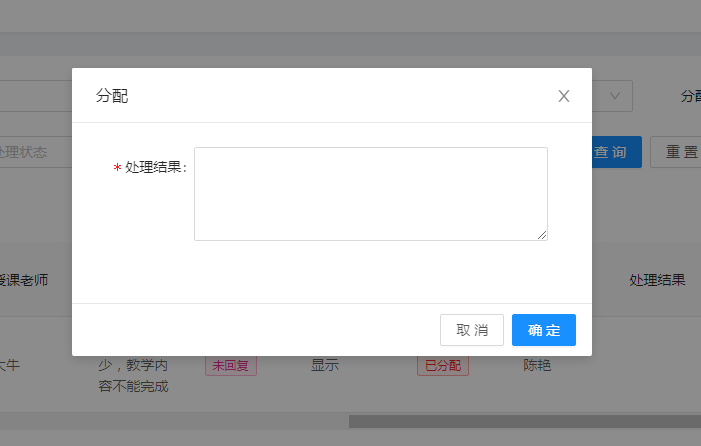 分配
分配
处理结果:
处理状态
查询
重置
授课老师
处理结果
取消
确定
大牛
少，教学内
容不能完成
未回复
显示
已分配
陈艳